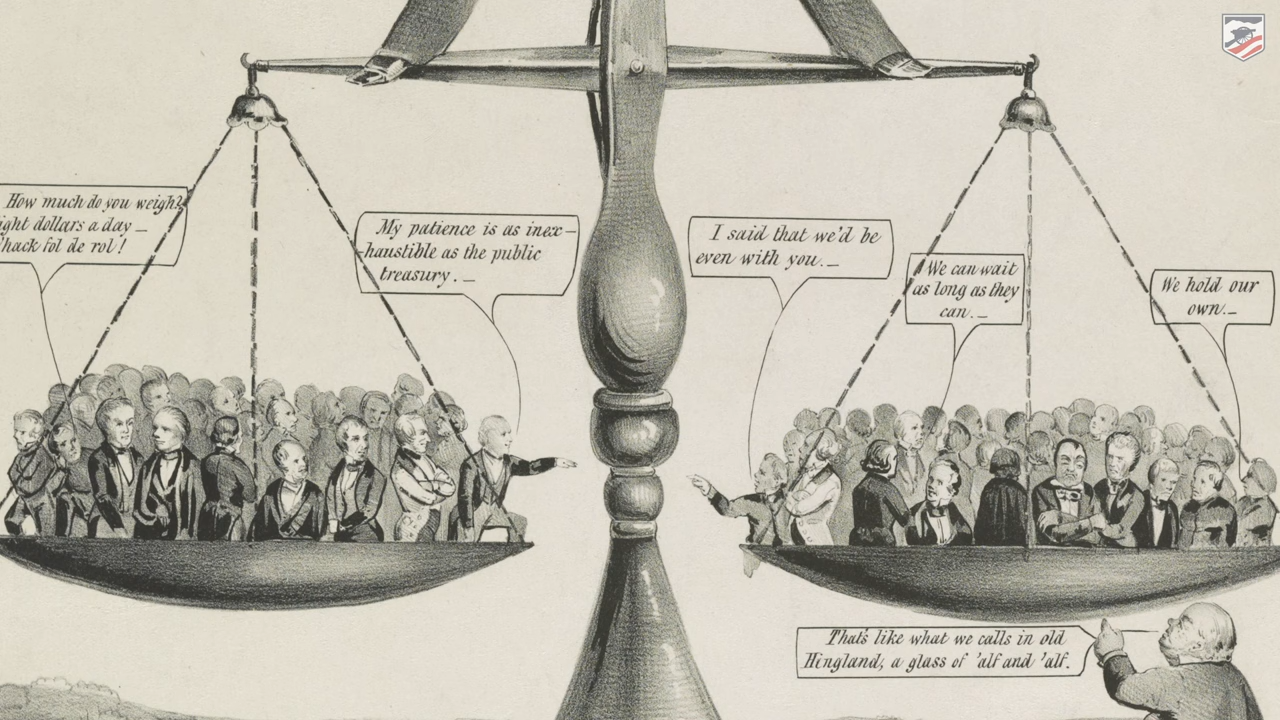 How much do you weigh?
ight dollars a day _
hack fol de rol!
My patience is as inex-
haustible as the public
treasury. _
I said that we'd be
even with you. _
We can wait
as long as they
can. _
We hold our
own. _
That's like what we calls in old
Hingland, a glass of 'alf and 'alf.